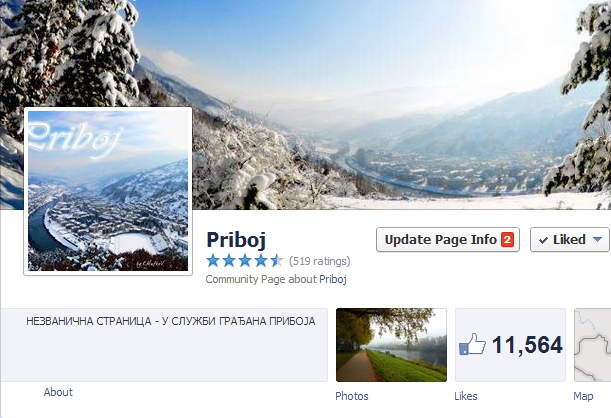 Priboj
Priboj
Update Page Info 2
Liked
(519 ratings)
Community Page about Priboj
НЕЗВАНИЧНА СТРАНИЦА - У СЛУЖБИ ГРАЂАНА ПРИБОЈА
11,564
About
Photos
Likes
Map